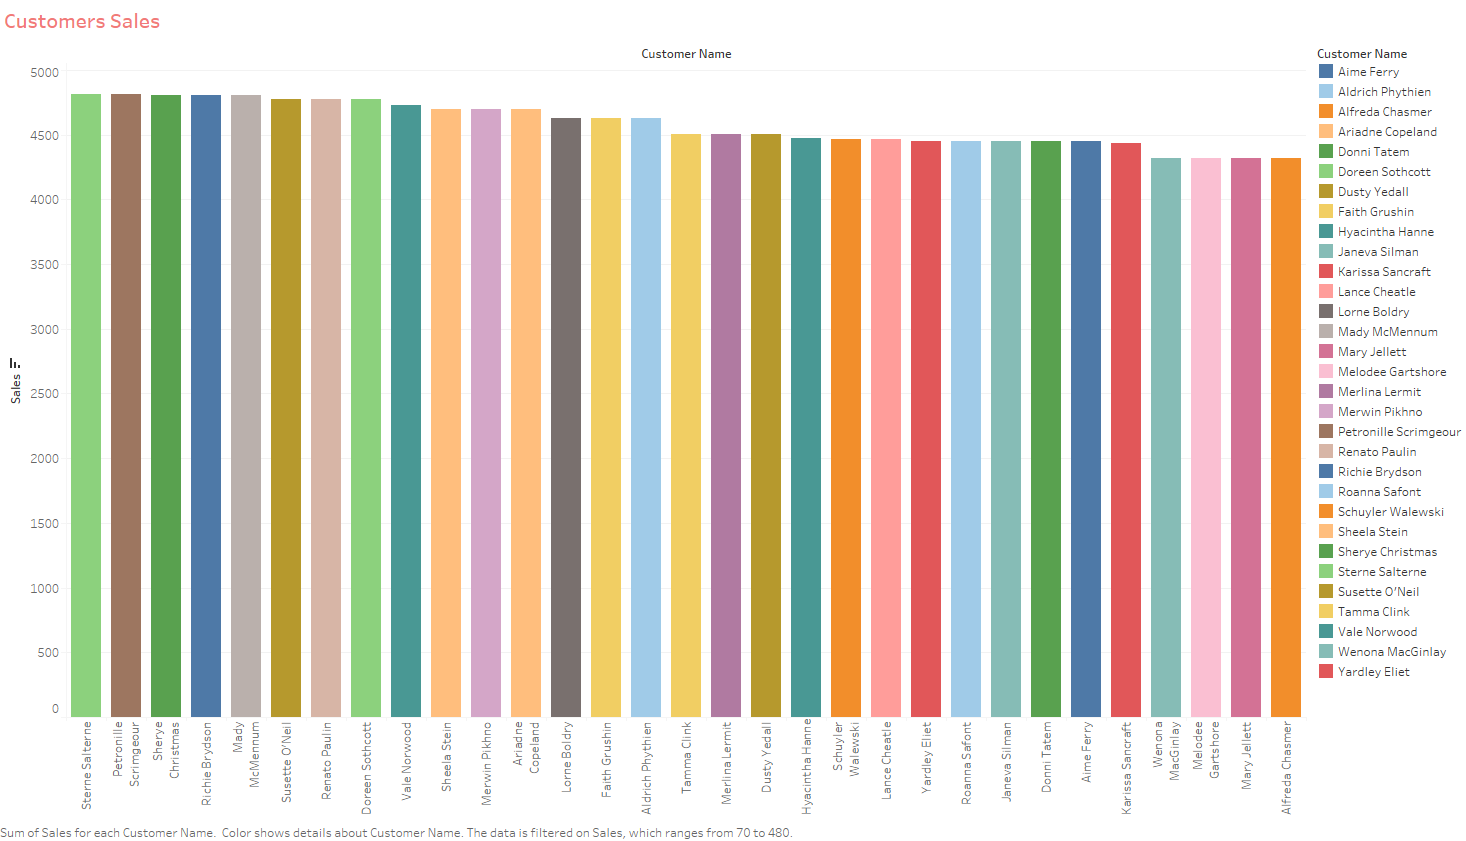 Customers Sales
Customer Name
5000
4500
4000
3500
3000
2500
2000
1500
1000
500
0
Sales
Sterne Salterne
Petronille
Scrimgeour
Sherye
Christmas
Richie Brydson
Mady
McMennum
Susette O'Neil
Renato Paulin
Doreen Sothcott
Vale Norwood
Sheela Stein
Merwin Pikhno
Ariadne
Copeland
Lorne Boldry
Faith Grushin
Aldrich Phythien
Tamma Clink
Merlina Lermit
Dusty Yedall
Hyacintha Hanne
Schuyler
Walewski
Lance Cheatle
Yardley Eliet
Roanna Safont
Janeva Silman
Donni Tatem
Aime Ferry
Karissa Sancraft
Wenona
MacGinlay
Melodee
Gartshore
Mary Jellett
Alfreda Chasmer
Customer Name
Aime Ferry
Aldrich Phythien
Alfreda Chasmer
Ariadne Copeland
Donni Tatem
Doreen Sothcott
Dusty Yedall
Faith Grushin
Hyacintha Hanne
Janeva Silman
Karissa Sancraft
Lance Cheatle
Lorne Boldry
Mady McMennum
Mary Jellett
Melodee Gartshore
Merlina Lermit
Merwin Pikhno
Petronille Scrimgeour
Renato Paulin
Richie Brydson
Roanna Safont
Schuyler Walewski
Sheela Stein
Sherye Christmas
Sterne Salterne
Susette O'Neil
Tamma Clink
Vale Norwood
Wenona MacGinlay
Yardley Eliet
Sum of Sales for each Customer Name.  Color shows details about Customer Name. The data is filtered on Sales, which ranges from 70 to 480.